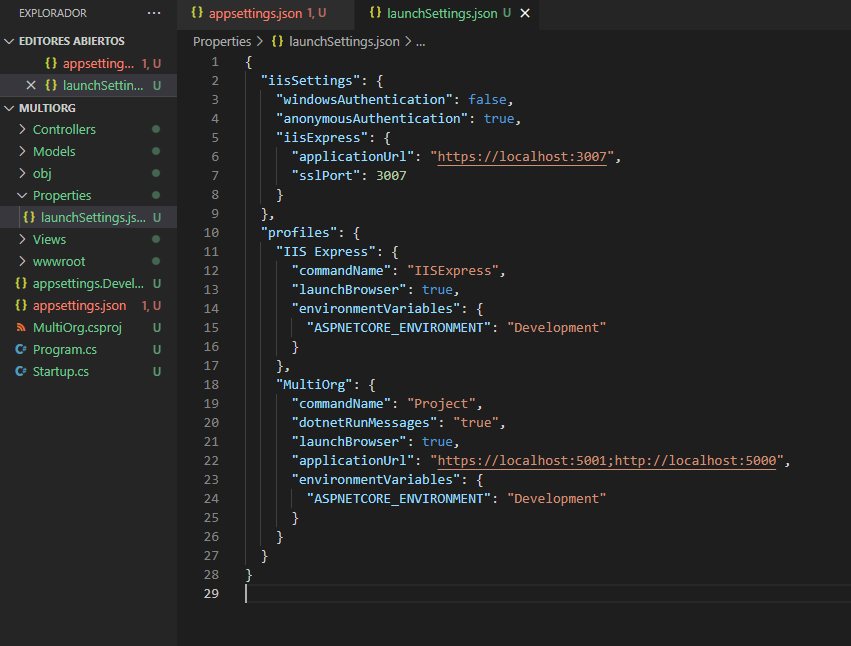 EXPLORADOR ...
EDITORES ABIERTOS
{} appsetting... 1, U
{} launchSettin... U
MULTIORG
Controllers
Models
obj
Properties
{} launchSettings.js... U
Views
wwwroot
{} appsettings.Devel... U
{} appsettings.json 1, U
MultiOrg.csproj U
C# Program.cs U
C# Startup.cs U
{} appsettings.json 1, U
{} launchSettings.json U
Properties > {} launchSettings.json > ...
1 {
2 "iisSettings": {
3 "windowsAuthentication": false,
4 "anonymousAuthentication": true,
5 "iisExpress": {
6 "applicationUrl": "https://localhost:3007",
7 "sslPort": 3007
8 }
9 },
10 "profiles": {
11 "IIS Express": {
12 "commandName": "IISExpress",
13 "launchBrowser": true,
14 "environmentVariables": {
15 "ASPNETCORE_ENVIRONMENT": "Development"
16 }
17 },
18 "MultiOrg": {
19 "commandName": "Project",
20 "dotnetRunMessages": "true",
21 "launchBrowser": true,
22 "applicationUrl": "https://localhost:5001;http://localhost:5000",
23 "environmentVariables": {
24 "ASPNETCORE_ENVIRONMENT": "Development"
25 }
26 }
27 }
28 }
29